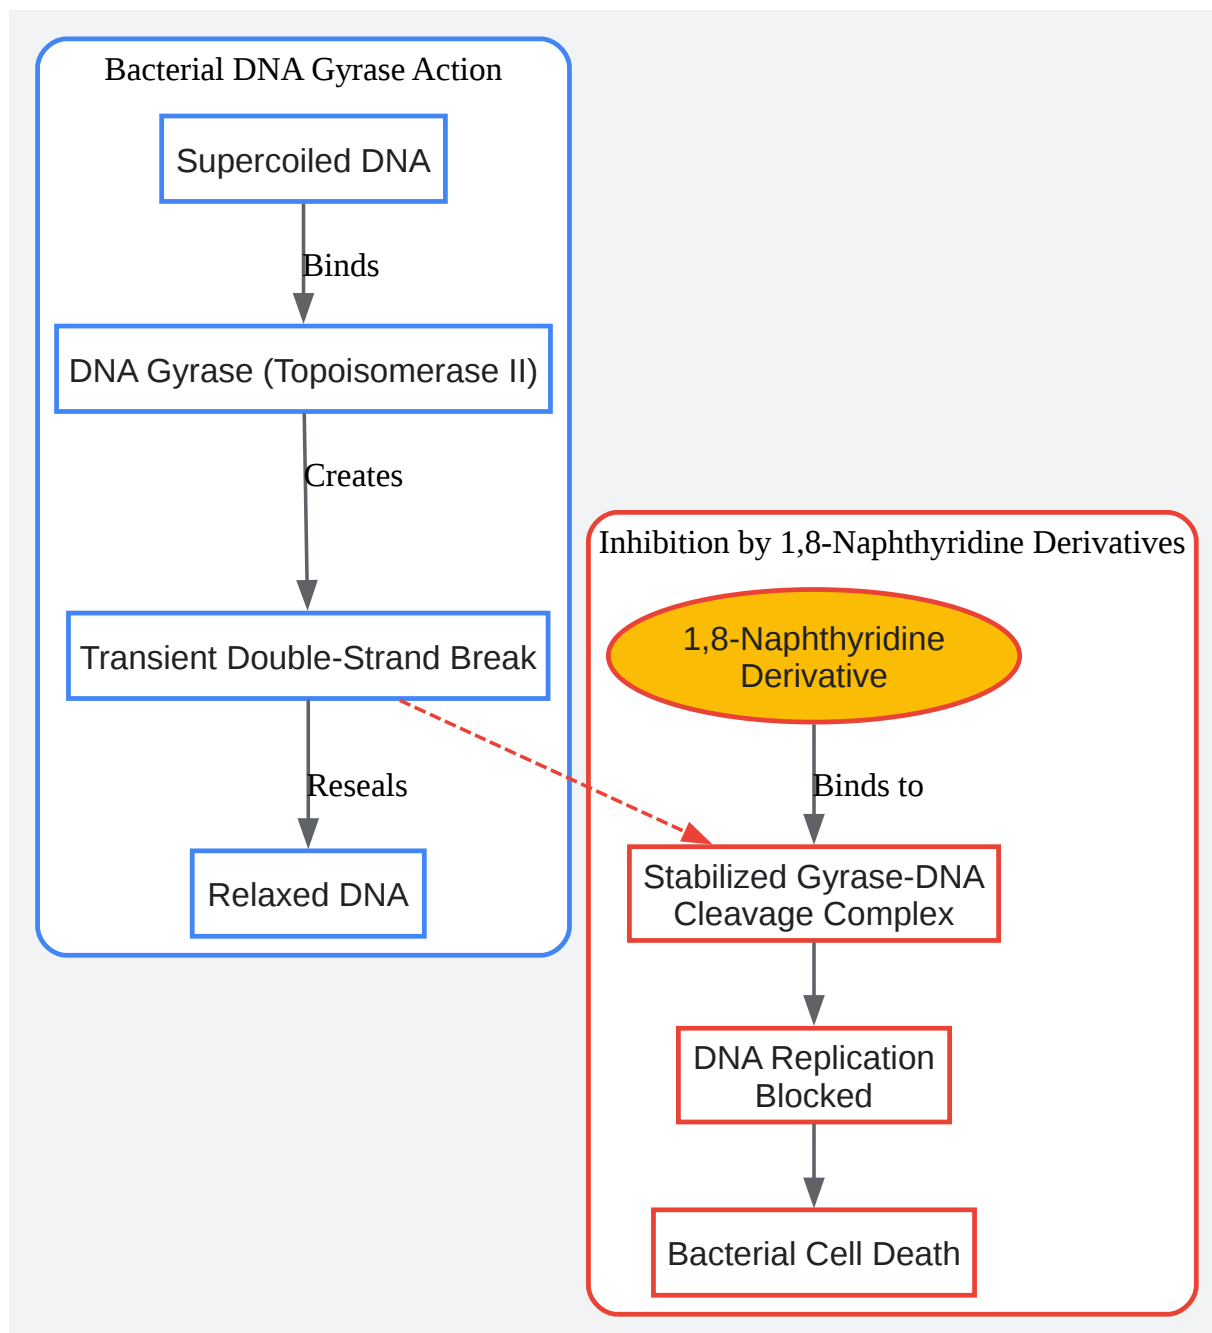 Bacterial DNA Gyrase Action
Supercoiled DNA
Binds
DNA Gyrase (Topoisomerase II)
Creates
Transient Double-Strand Break
Reseals
Relaxed DNA
Inhibition by 1,8-Naphthyridine Derivatives
1,8-Naphthyridine
Derivative
Binds to
Stabilized Gyrase-DNA
Cleavage Complex
DNA Replication
Blocked
Bacterial Cell Death